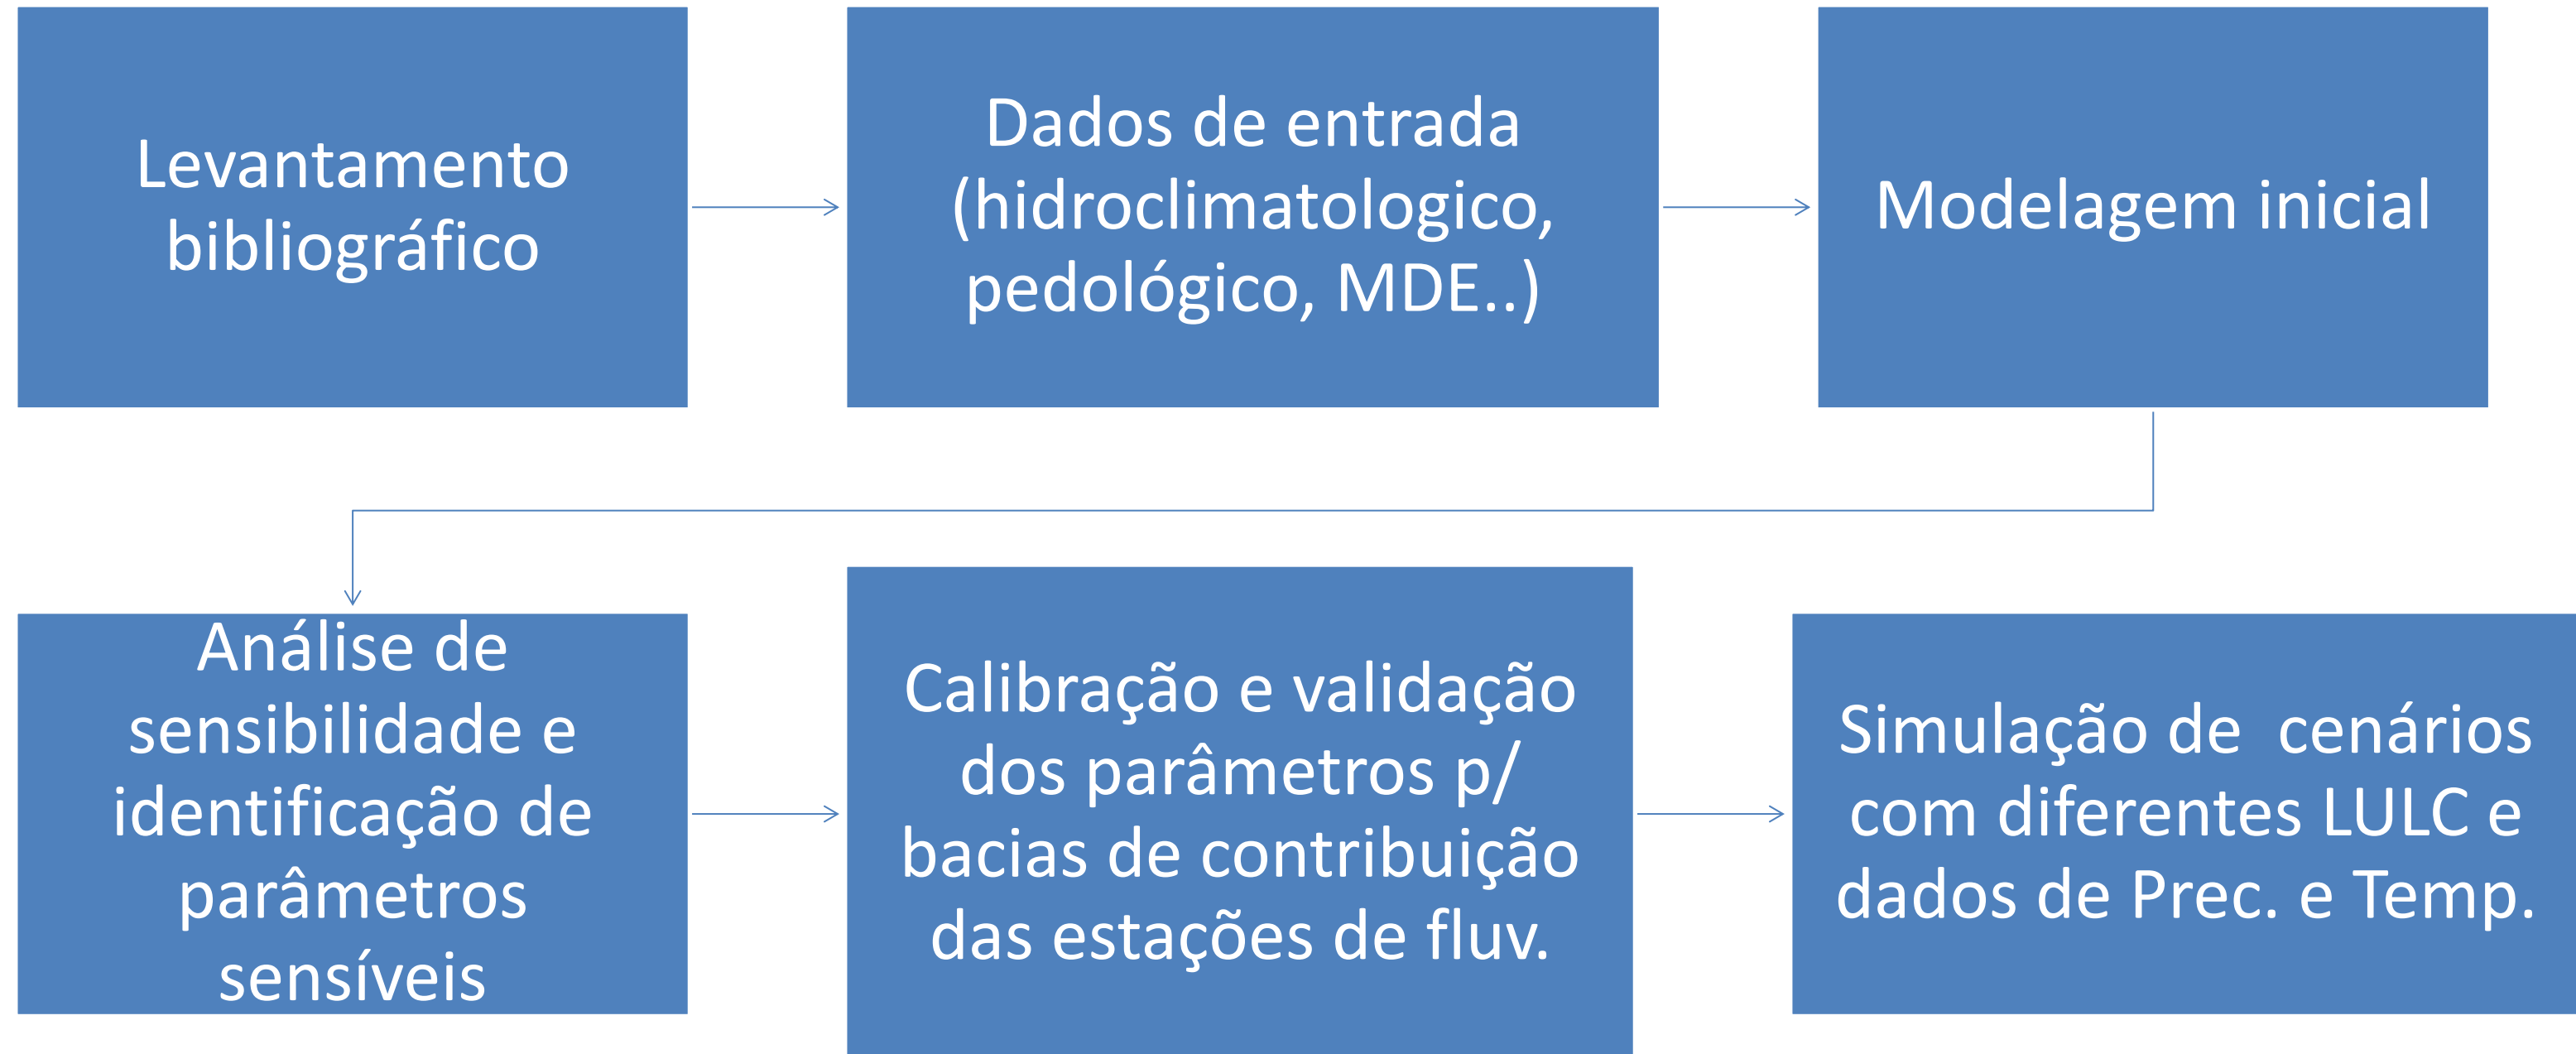 Levantamento
bibliográfico
Dados de entrada
(hidroclimatologico,
pedológico, MDE..)
Modelagem inicial
Análise de
sensibilidade e
identificação de
parâmetros
sensíveis
Calibração e validação
dos parâmetros p/
bacias de contribuição
das estações de fluv.
Simulação de  cenários
com diferentes LULC e
dados de Prec. e Temp.